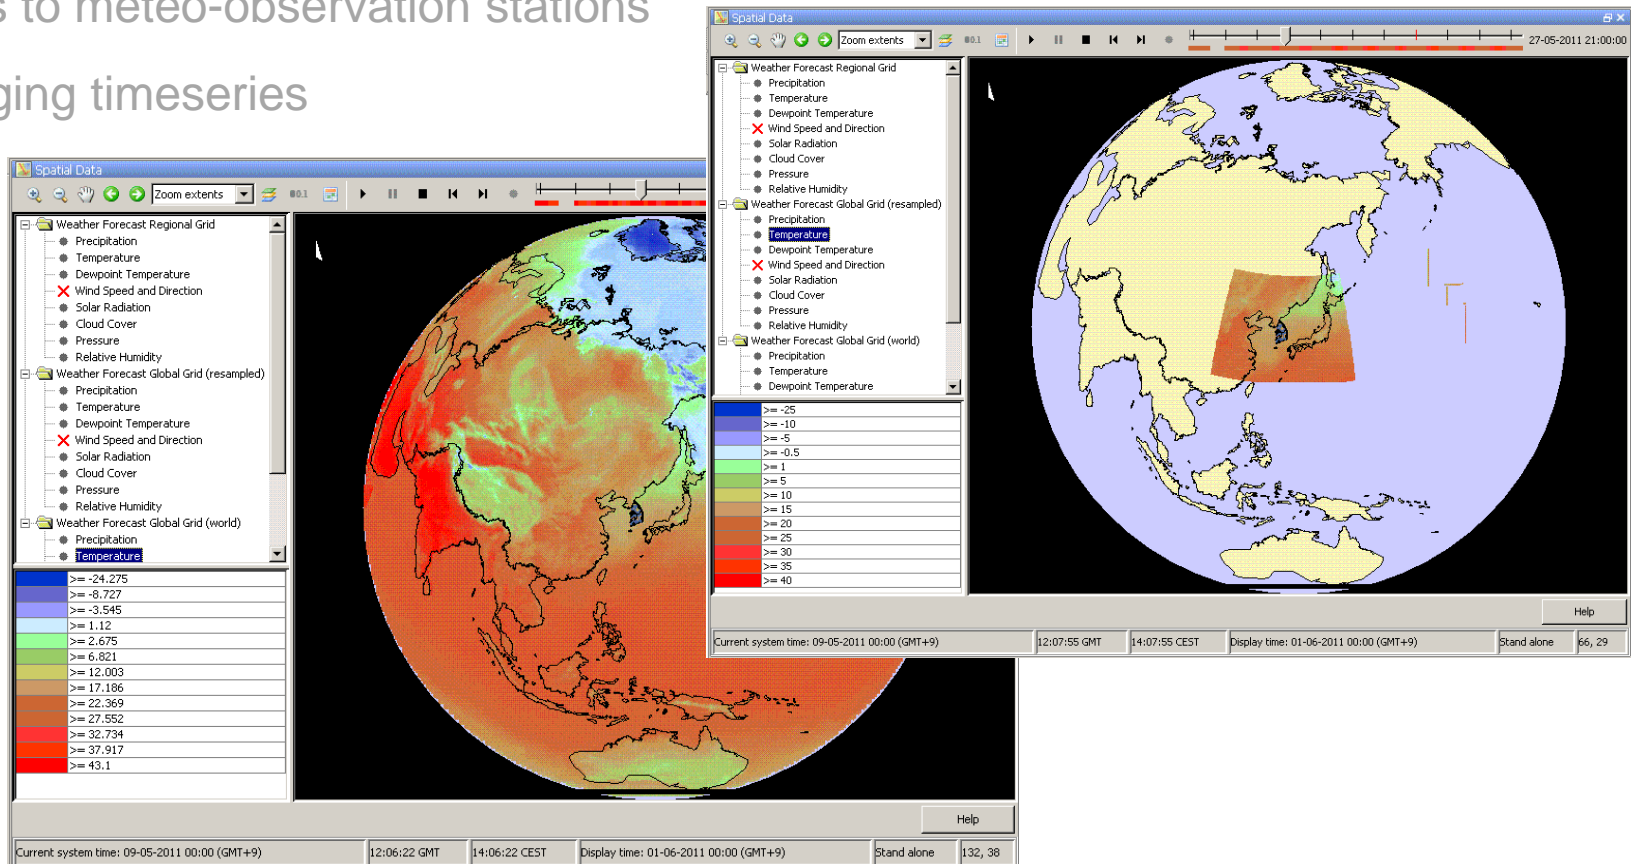 s to meteo-observation stations
ging timeseries
Spatial Data
Zoom extents
Weather Forecast Regional Grid
Precipitation
Temperature
Dewpoint Temperature
Wind Speed and Direction
Solar Radiation
Cloud Cover
Pressure
Relative Humidity
Weather Forecast Global Grid (resampled)
Precipitation
Temperature
Dewpoint Temperature
Wind Speed and Direction
Solar Radiation
Cloud Cover
Pressure
Relative Humidity
Weather Forecast Global Grid (world)
Precipitation
Temperature
>= -24.275
>= -8.727
>= -3.545
>= 1.12
>= 2.675
>= 6.821
>= 12.003
>= 17.186
>= 22.369
>= 27.552
>= 32.734
>= 37.917
>= 43.1
Help
Current system time: 09-05-2011 00:00 (GMT+9) 12:06:22 GMT 14:06:22 CEST Display time: 01-06-2011 00:00 (GMT+9) Stand alone 132, 38
Spatial Data
Zoom extents 27-05-2011 21:00:00
Weather Forecast Regional Grid
Precipitation
Temperature
Dewpoint Temperature
Wind Speed and Direction
Solar Radiation
Cloud Cover
Pressure
Relative Humidity
Weather Forecast Global Grid (resampled)
Precipitation
Temperature
Dewpoint Temperature
Wind Speed and Direction
Solar Radiation
Cloud Cover
Pressure
Relative Humidity
Weather Forecast Global Grid (world)
Precipitation
Temperature
Dewpoint Temperature
>= -25
>= -10
>= -5
>= -0.5
>= 1
>= 5
>= 10
>= 15
>= 20
>= 25
>= 30
>= 35
>= 40
Help
Current system time: 09-05-2011 00:00 (GMT+9) 12:07:55 GMT 14:07:55 CEST Display time: 01-06-2011 00:00 (GMT+9) Stand alone 66, 29